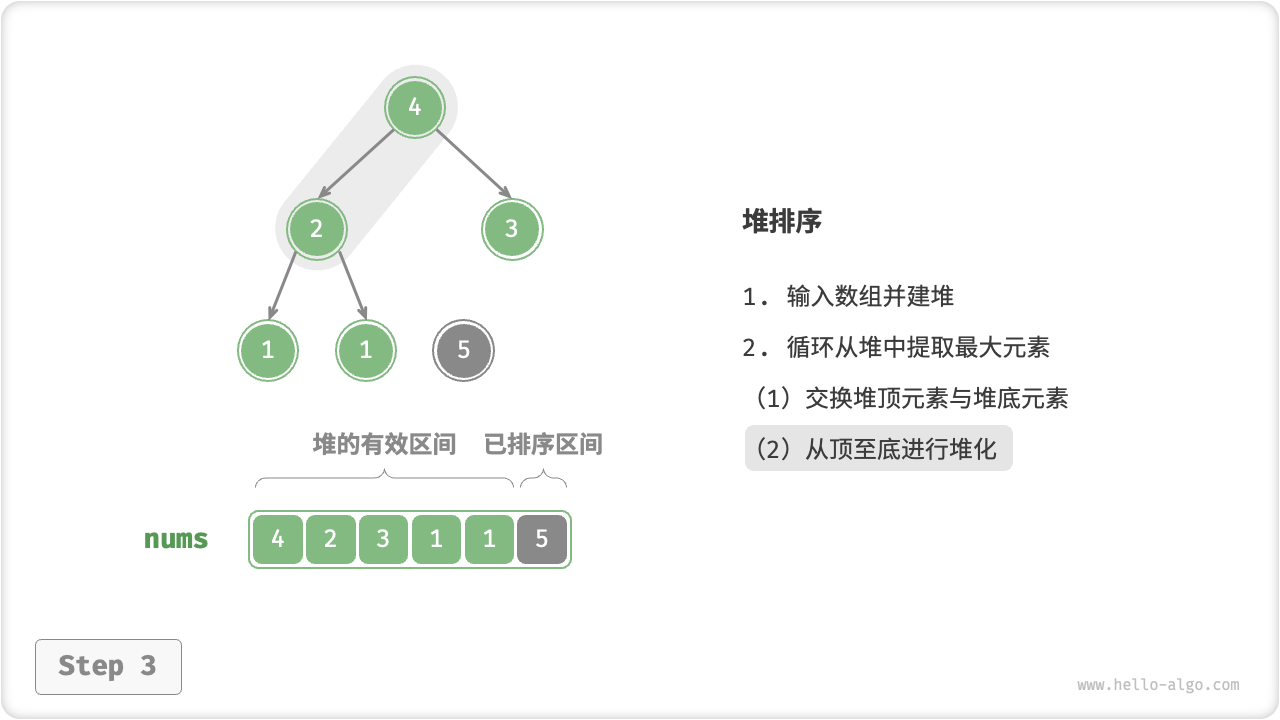 4
2
3
1
1
5
堆的有效区间
已排序区间
nums
4 2 3 1 1 5
堆排序
1. 输入数组并建堆
2. 循环从堆中提取最大元素
（1）交换堆顶元素与堆底元素
（2）从顶至底进行堆化
Step 3
www.hello-algo.com